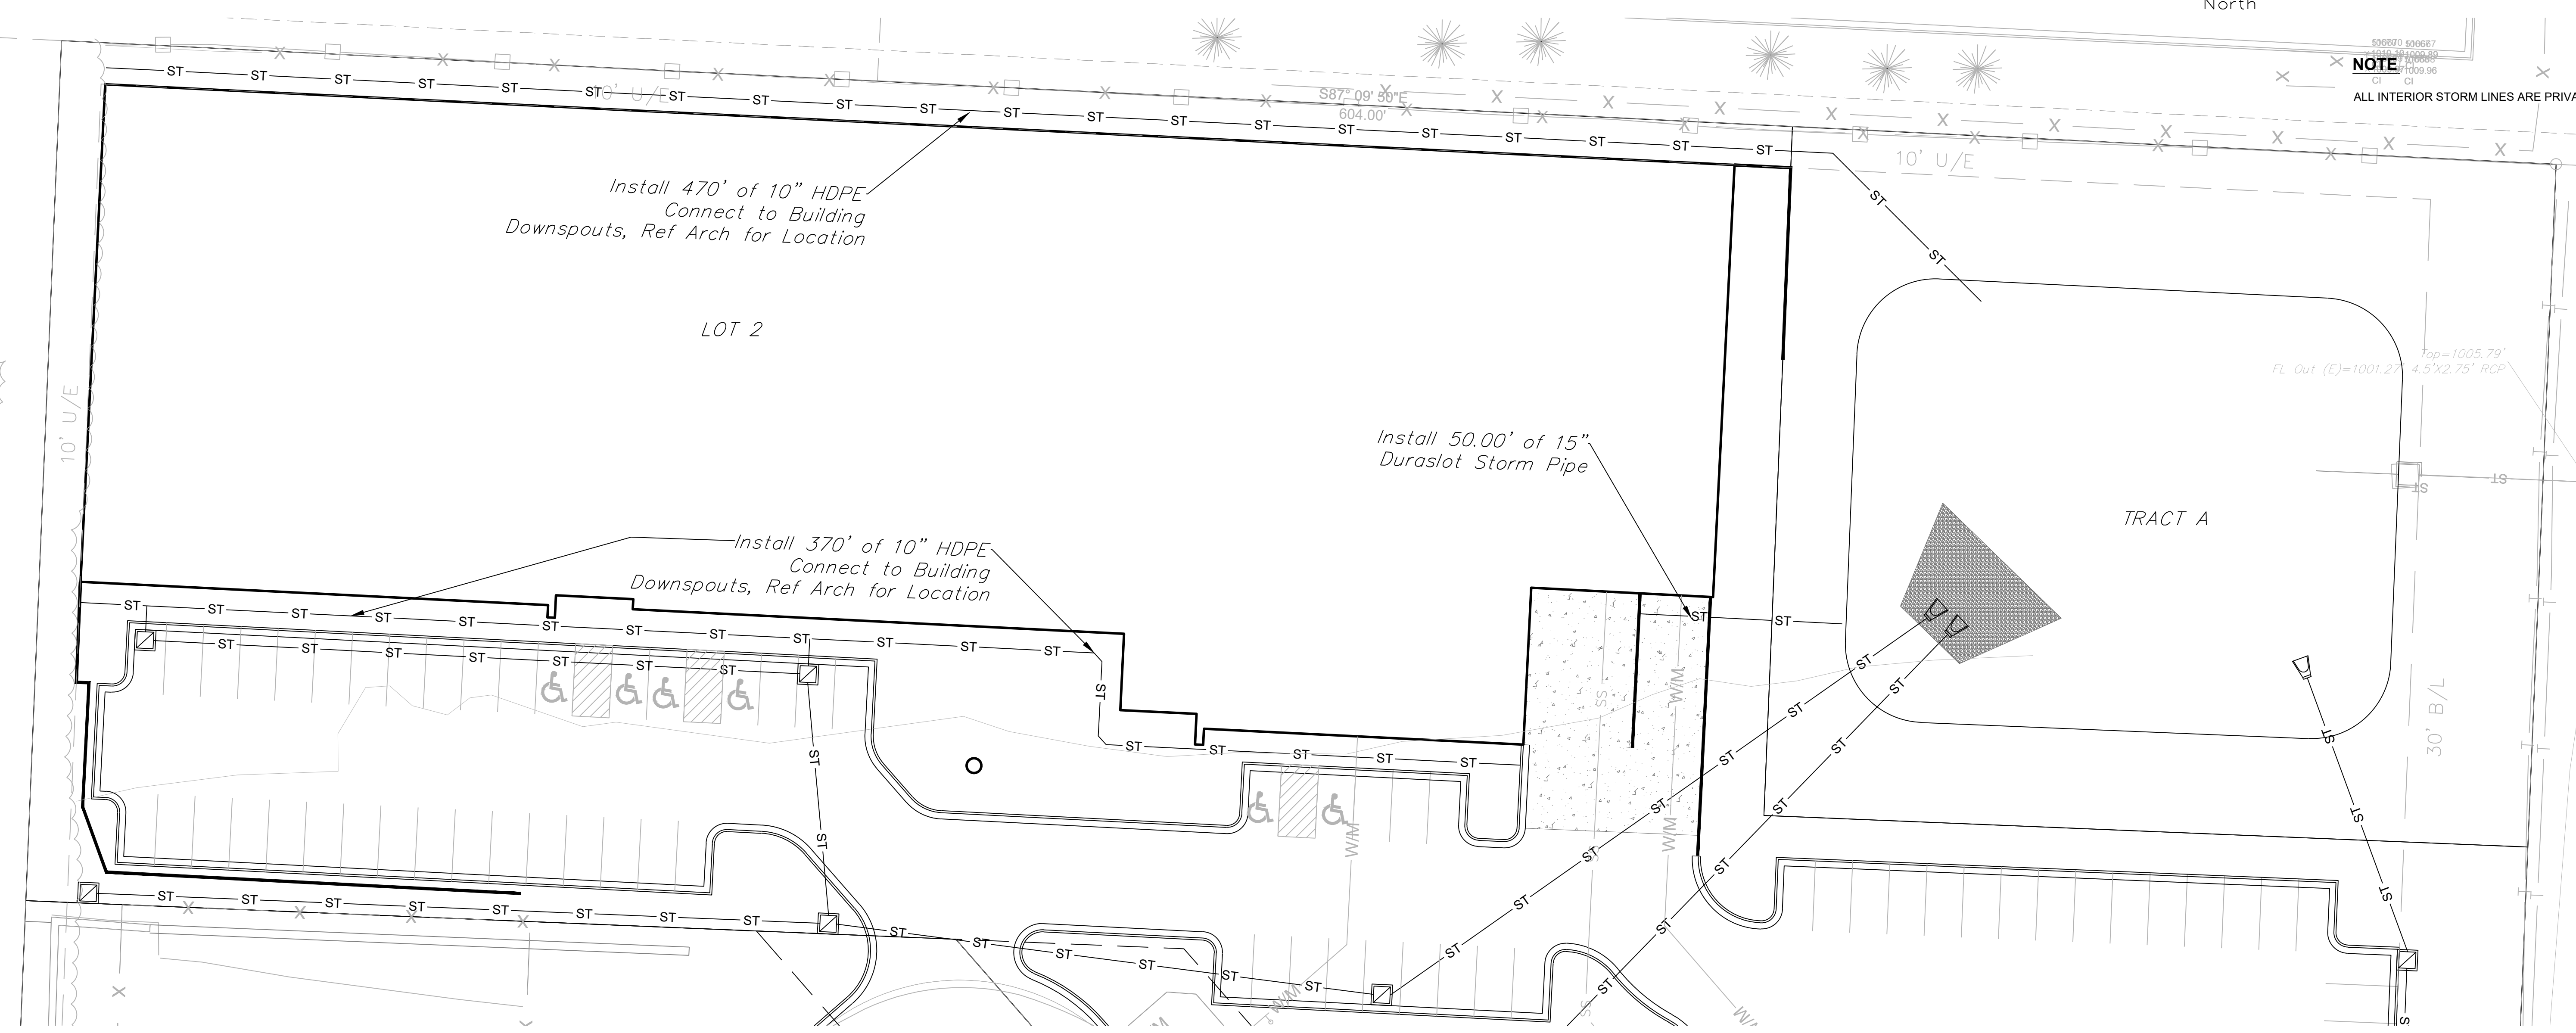 North
NOTE
ALL INTERIOR STORM LINES ARE PRIVA
10' U/E
S87° 09' 50"E
604.00'
10' U/E
Install 470' of 10" HDPE
Connect to Building
Downspouts, Ref Arch for Location
LOT 2
10' U/E
Top=1005.79'
FL Out (E)=1001.27' 4.5'X2.75' RCP
Install 50.00' of 15"
Duraslot Storm Pipe
TRACT A
Install 370' of 10" HDPE
Connect to Building
Downspouts, Ref Arch for Location
30' B/L
ST
SS
W/M
X